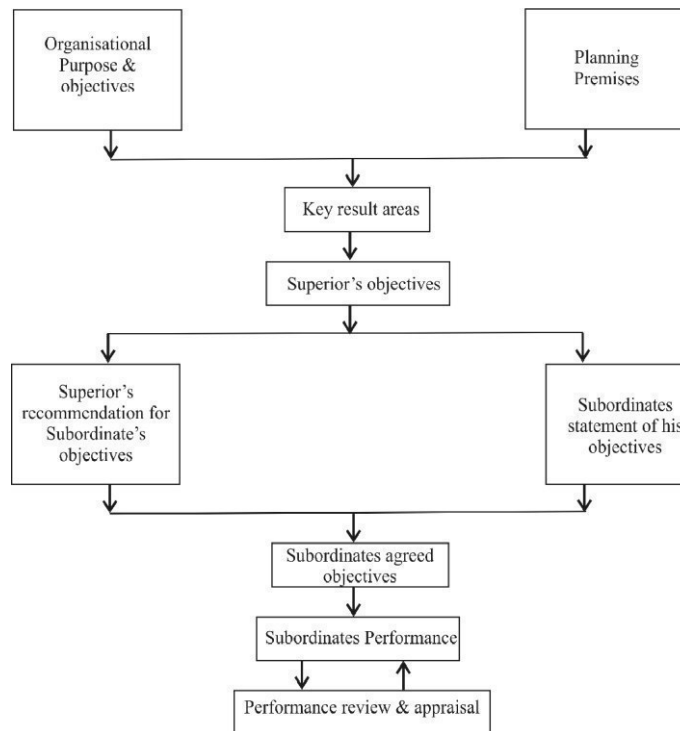 Organisational
Purpose &
objectives
Planning
Premises
Key result areas
Superior's objectives
Superior's
recommendation for
Subordinate's
objectives
Subordinates
statement of his
objectives
Subordinates agreed
objectives
Subordinates Performance
Performance review & appraisal